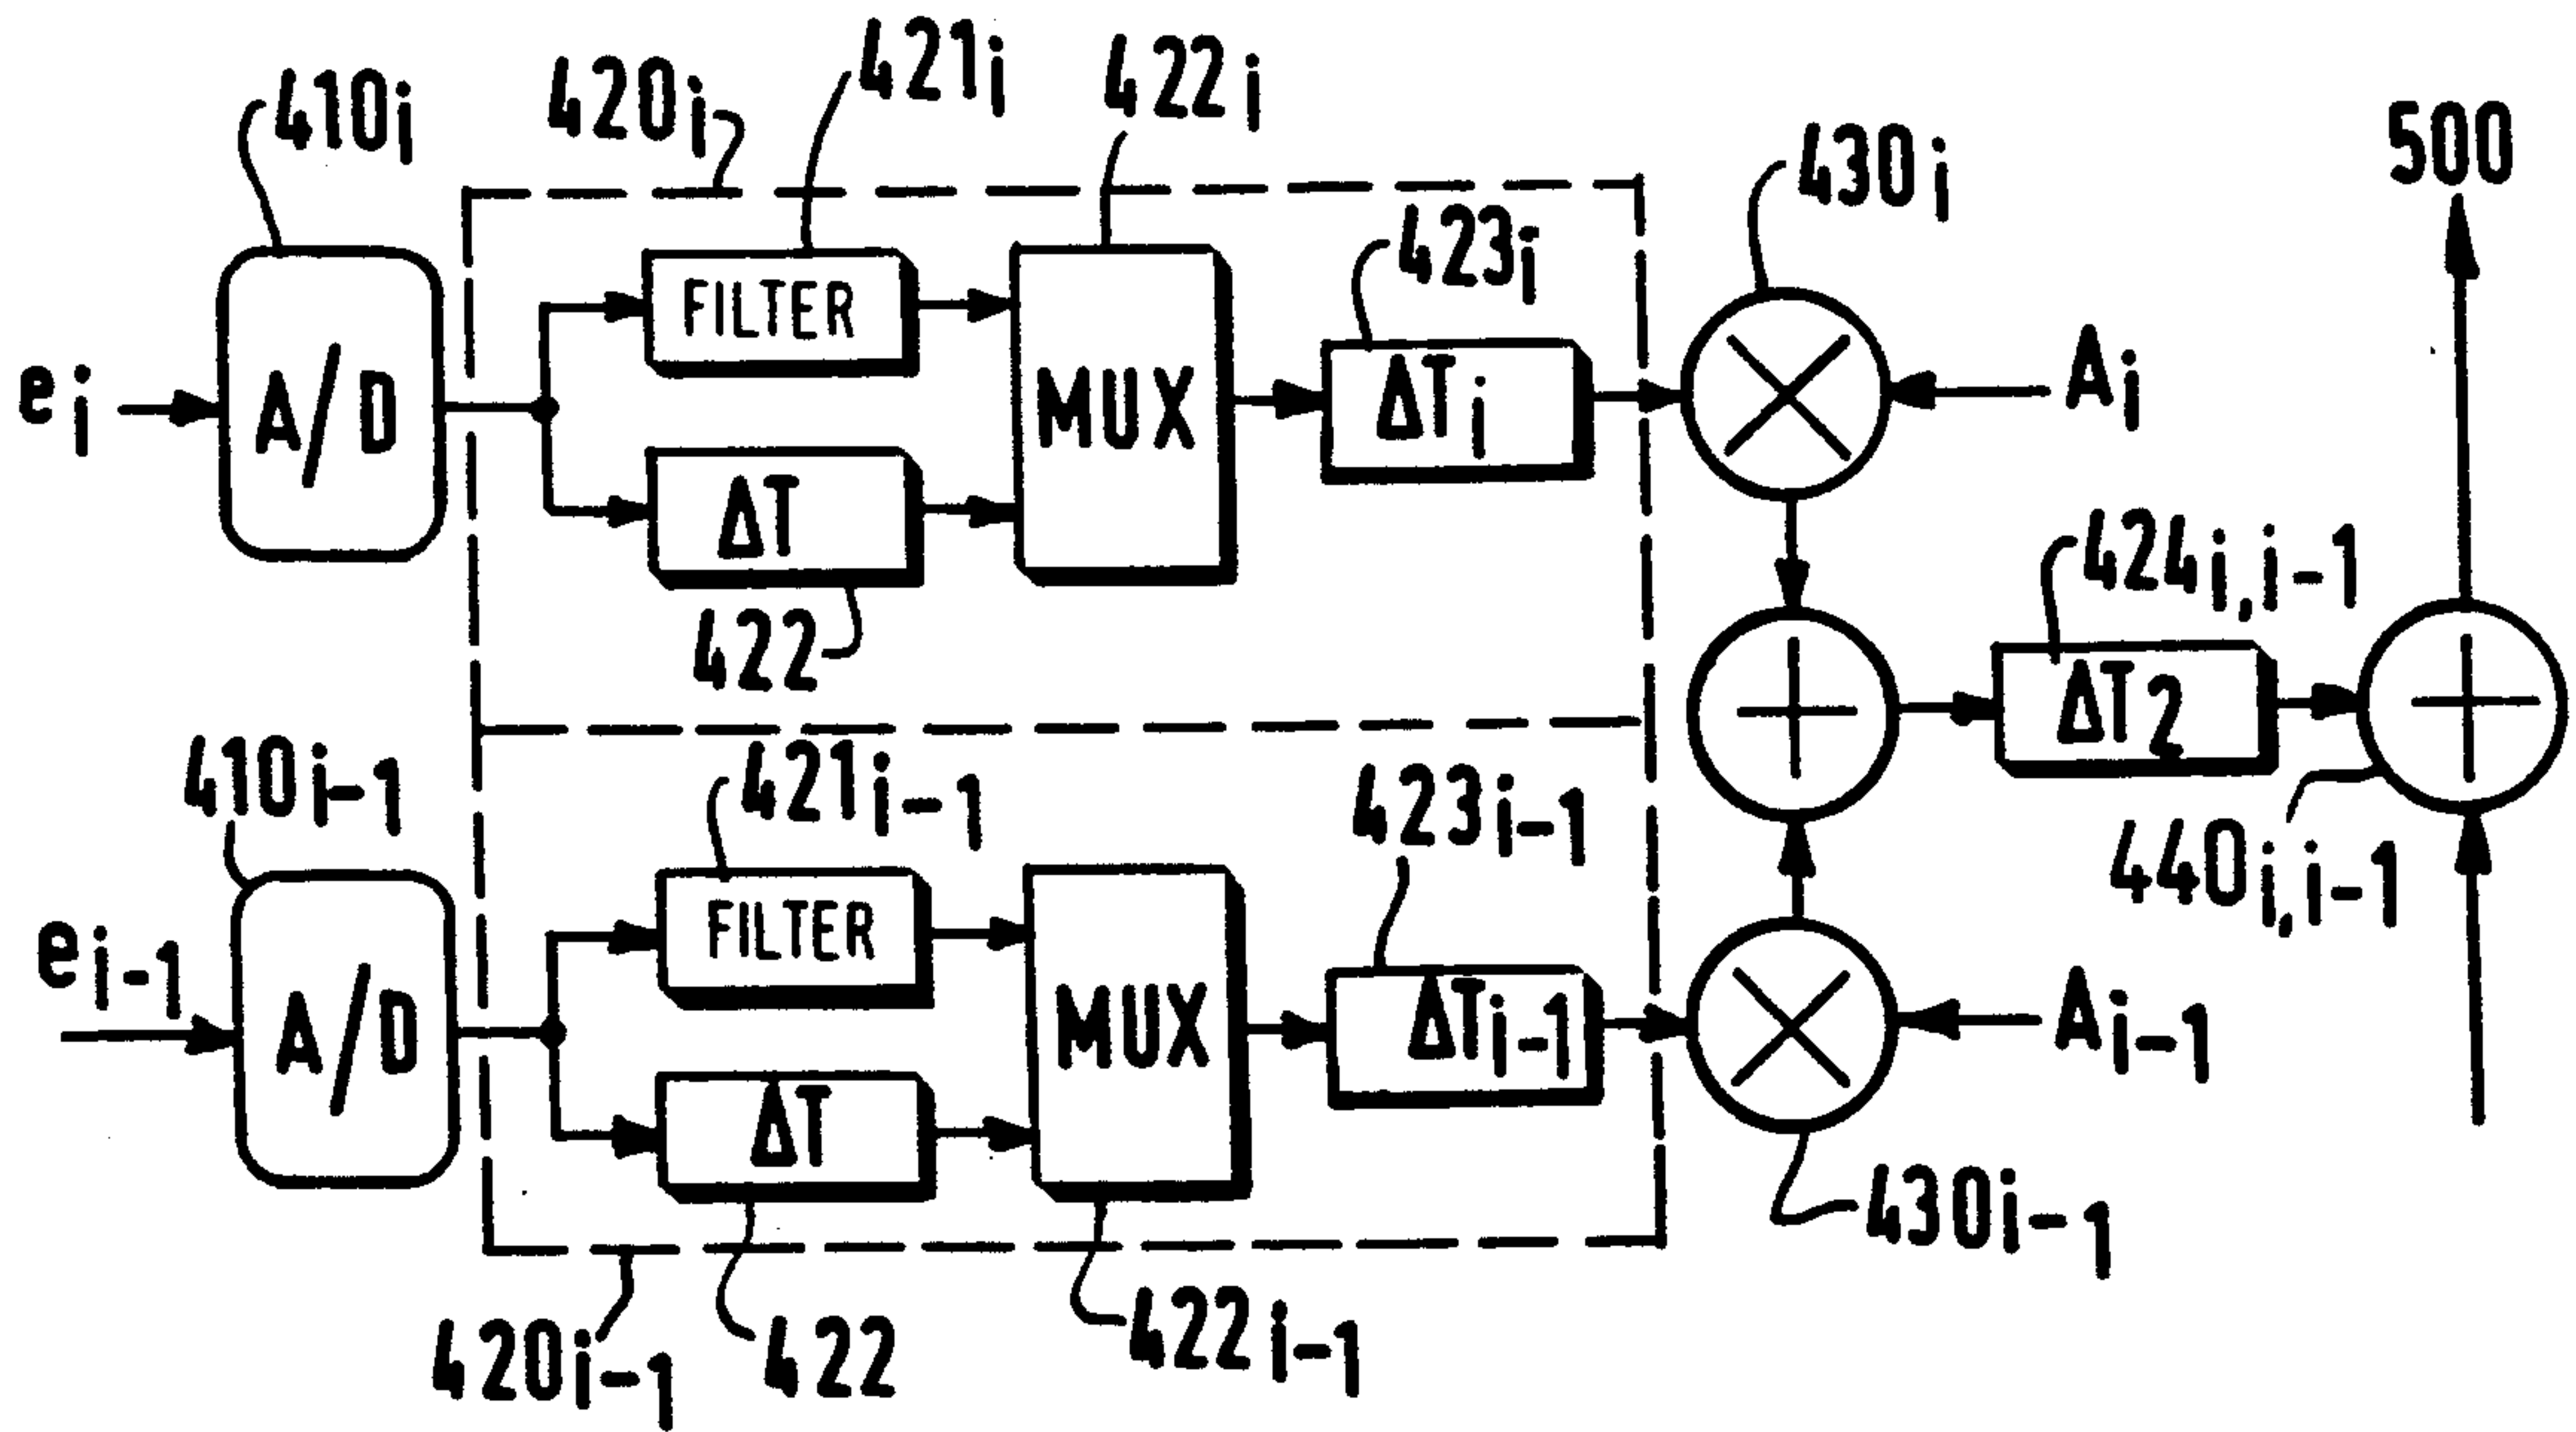 410i
420i
421i
422i
430i
500
423i
FILTER
ei
A/D
MUX
ΔTi
Ai
ΔT
422
424i,i-1
ΔT2
410i-1
421i-1
423i-1
440i,i-1
FILTER
ei-1
A/D
MUX
ΔTi-1
Ai-1
ΔT
430i-1
420i-1
422
422i-1